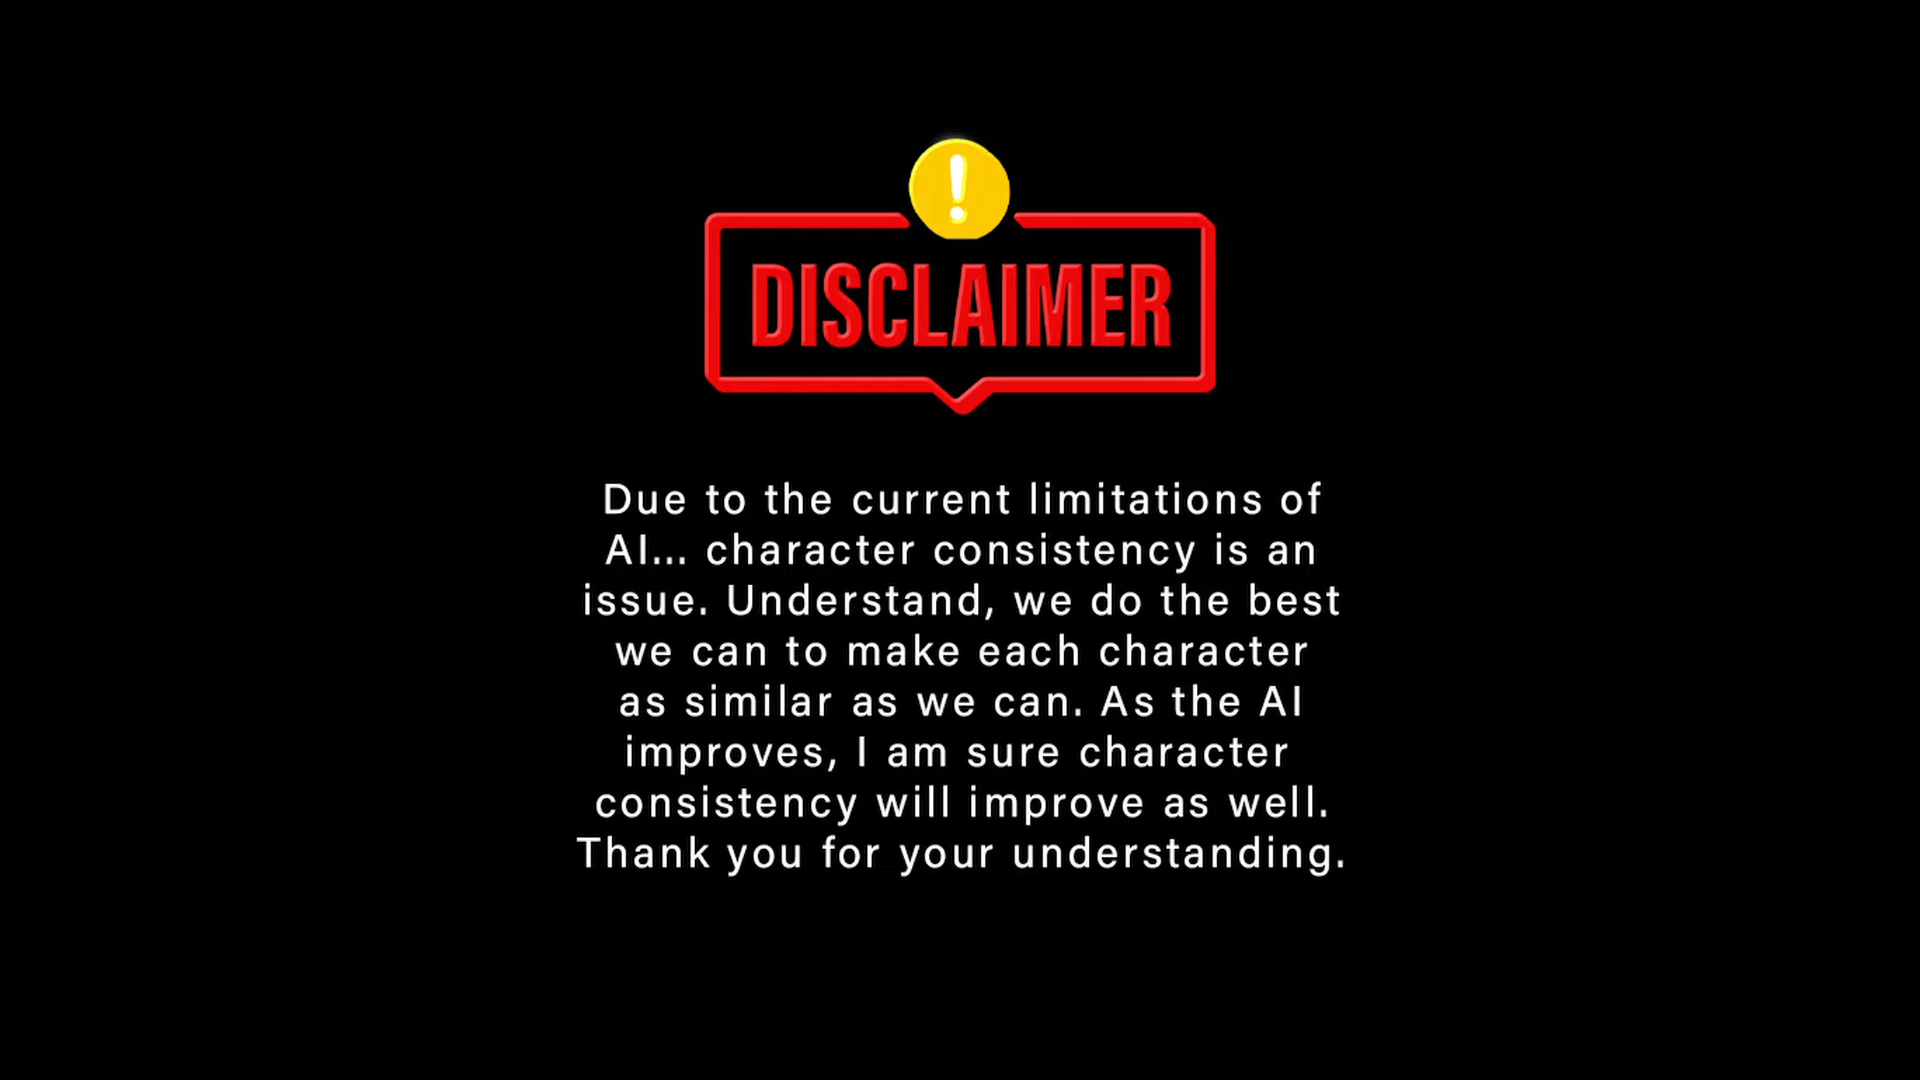 !
DISCLAIMER
Due to the current limitations of
AI... character consistency is an
issue. Understand, we do the best
we can to make each character
as similar as we can. As the AI
improves, I am sure character
consistency will improve as well.
Thank you for your understanding.